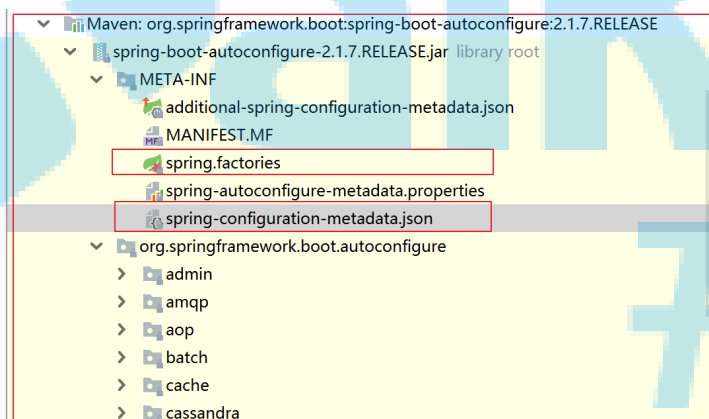 Maven: org.springframework.boot:spring-boot-autoconfigure:2.1.7.RELEASE
spring-boot-autoconfigure-2.1.7.RELEASE.jar library root
META-INF
additional-spring-configuration-metadata.json
MANIFEST.MF
spring.factories
spring-autoconfigure-metadata.properties
spring-configuration-metadata.json
org.springframework.boot.autoconfigure
admin
amqp
aop
batch
cache
cassandra